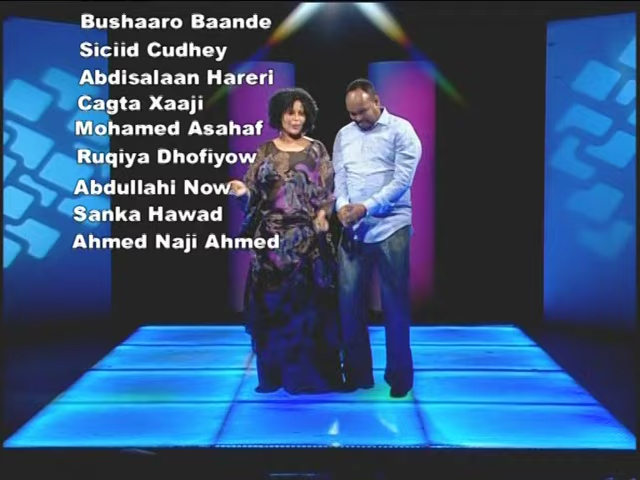 Bushaaro Baande
Siciid Cudhey
Abdisalaan Hareri
Cagta Xaaji
Mohamed Asahaf
Ruqiya Dhofiyow
Abdullahi Now
Sanka Hawad
Ahmed Naji Ahmed